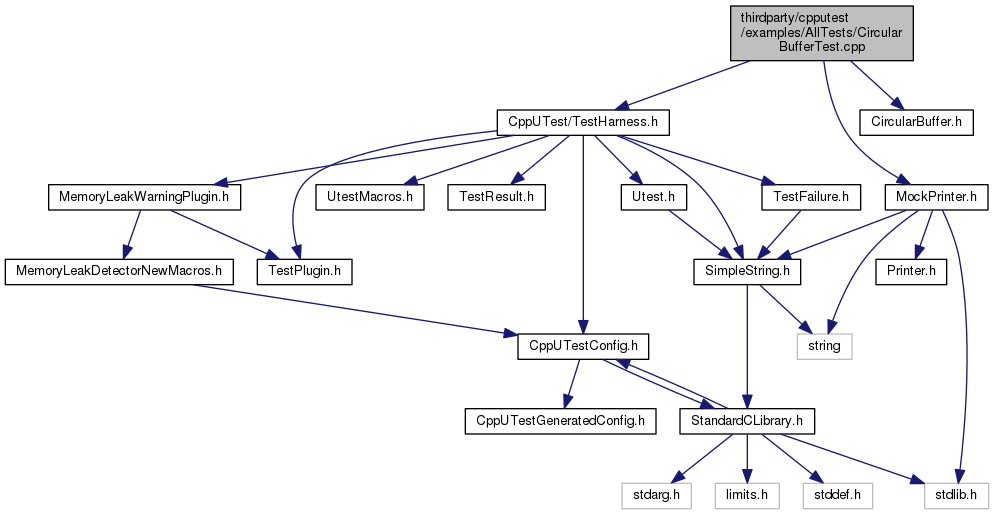 thirdparty/cpputest
/examples/AllTests/Circular
BufferTest.cpp
CppUTest/TestHarness.h
CircularBuffer.h
MemoryLeakWarningPlugin.h
UtestMacros.h
TestResult.h
Utest.h
TestFailure.h
MockPrinter.h
MemoryLeakDetectorNewMacros.h
TestPlugin.h
SimpleString.h
Printer.h
CppUTestConfig.h
string
CppUTestGeneratedConfig.h
StandardCLibrary.h
stdarg.h
limits.h
stddef.h
stdlib.h